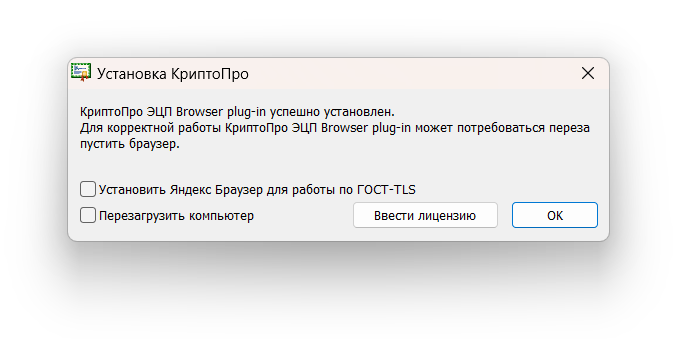 Установка КриптоПро
КриптоПро ЭЦП Browser plug-in успешно установлен.
Для корректной работы КриптоПро ЭЦП Browser plug-in может потребоваться переза
пустить браузер.
Установить Яндекс Браузер для работы по ГОСТ-TLS
Перезагрузить компьютер
Ввести лицензию
ОК